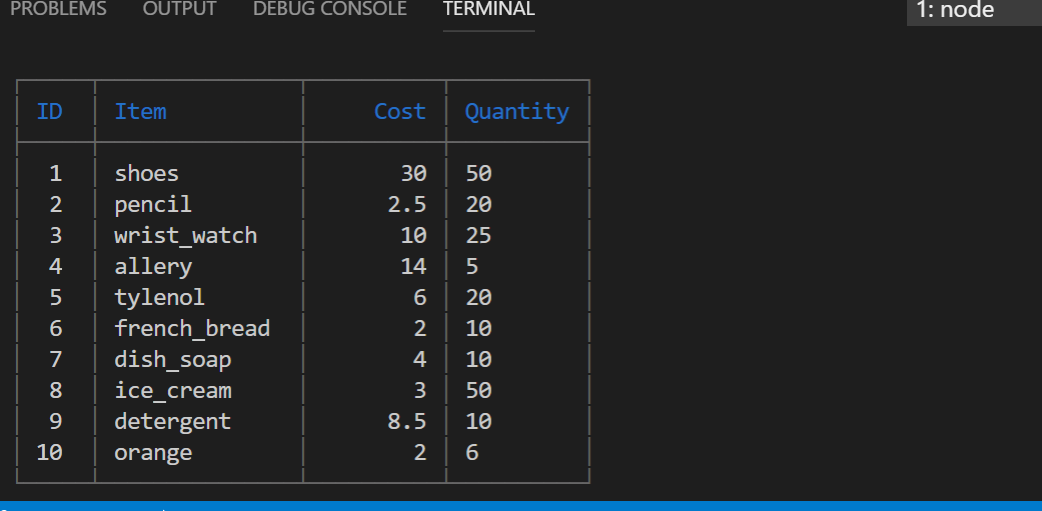 PROBLEMS OUTPUT DEBUG CONSOLE TERMINAL 1: node
ID Item Cost Quantity
1 shoes 30 50
2 pencil 2.5 20
3 wrist_watch 10 25
4 allery 14 5
5 tylenol 6 20
6 french_bread 2 10
7 dish_soap 4 10
8 ice_cream 3 50
9 detergent 8.5 10
10 orange 2 6